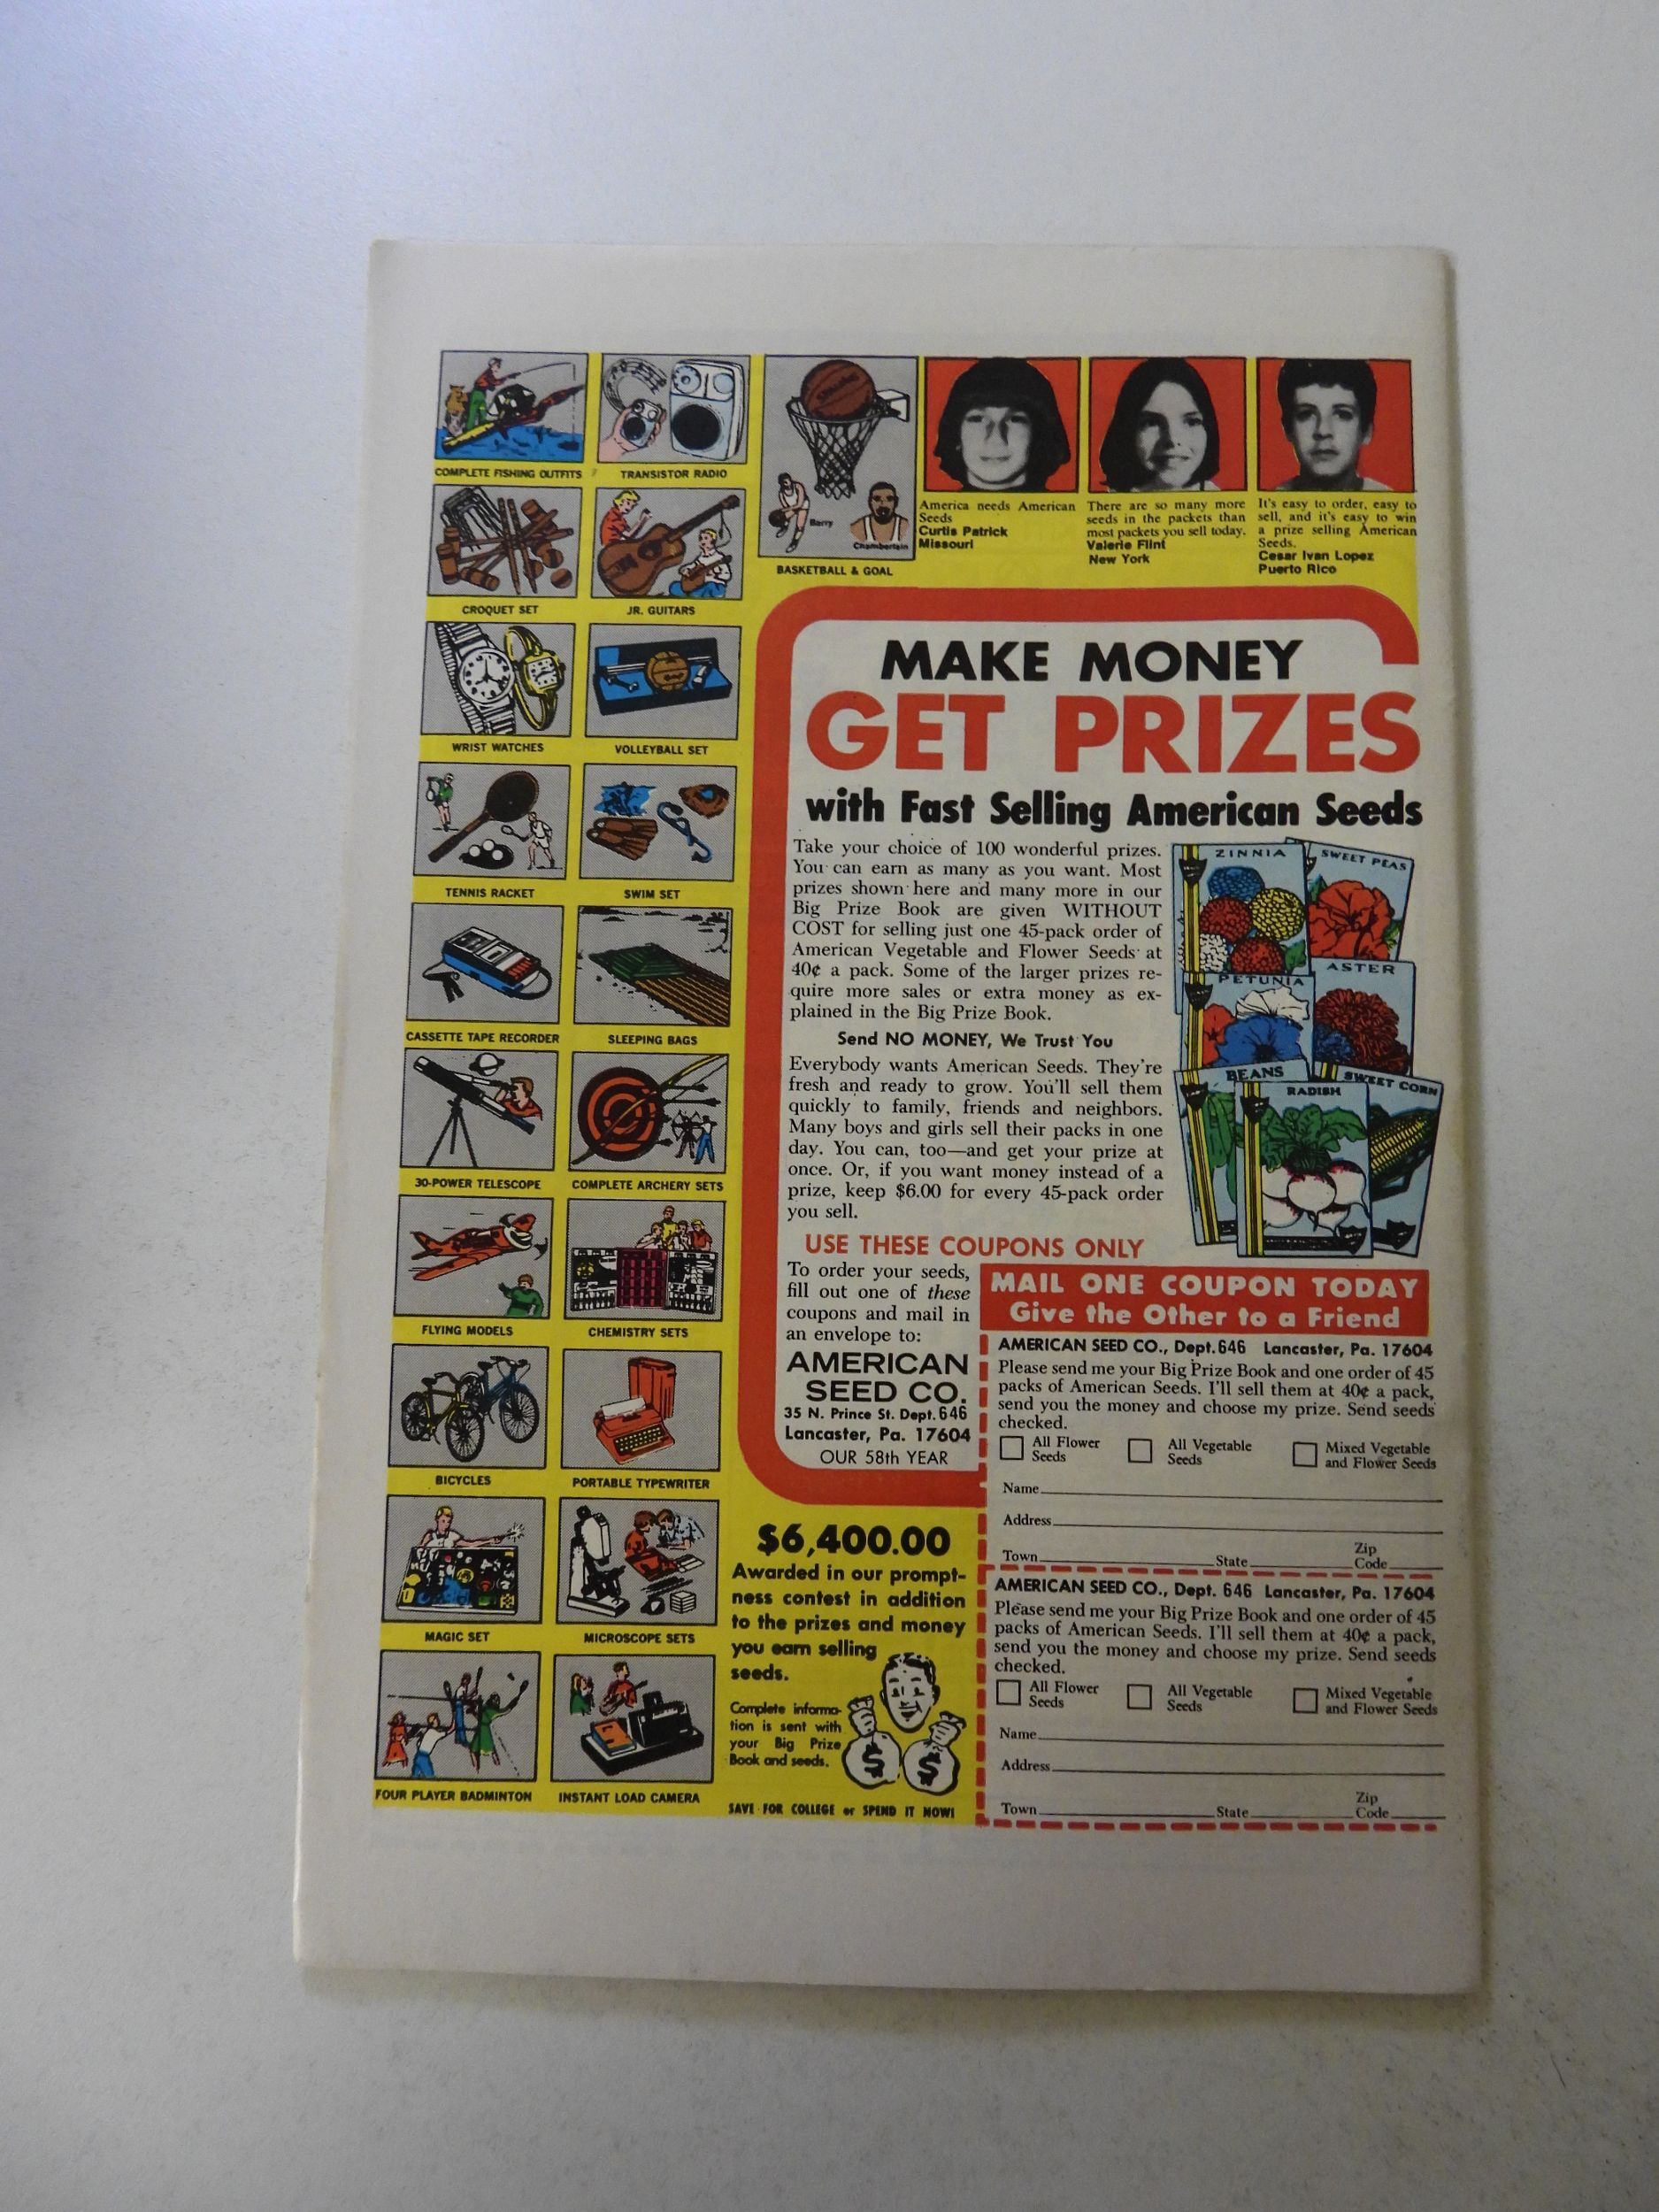 COMPLETE FISHING OUTFITS
TRANSISTOR RADIO
CROQUET SET
JR. GUITARS
WRIST WATCHES
VOLLEYBALL SET
TENNIS RACKET
SWIM SET
CASSETTE TAPE RECORDER
SLEEPING BAGS
30-POWER TELESCOPE
COMPLETE ARCHERY SETS
FLYING MODELS
CHEMISTRY SETS
BICYCLES
PORTABLE TYPEWRITER
MAGIC SET
MICROSCOPE SETS
FOUR PLAYER BADMINTON
INSTANT LOAD CAMERA
Barry
Chamberlain
BASKETBALL & GOAL
America needs American
Seeds
Curtis Patrick
Missouri
There are so many more
seeds in the packets than
most packets you sell today.
Valerie Flint
New York
It's easy to order, easy to
sell, and it's easy to win
a prize selling American
Seeds.
Cesar Ivan Lopez
Puerto Rico
MAKE MONEY
GET PRIZES
with Fast Selling American Seeds
Take your choice of 100 wonderful prizes.
You can earn as many as you want. Most
prizes shown here and many more in our
Big Prize Book are given WITHOUT
COST for selling just one 45-pack order of
American Vegetable and Flower Seeds at
40¢ a pack. Some of the larger prizes re-
quire more sales or extra money as ex-
plained in the Big Prize Book.
Send NO MONEY, We Trust You
Everybody wants American Seeds. They're
fresh and ready to grow. You'll sell them
quickly to family, friends and neighbors.
Many boys and girls sell their packs in one
day. You can, too—and get your prize at
once. Or, if you want money instead of a
prize, keep $6.00 for every 45-pack order
you sell.
ZINNIA
SWEET PEAS
PETUNIA
ASTER
BEANS
RADISH
SWEET CORN
USE THESE COUPONS ONLY
To order your seeds,
fill out one of these
coupons and mail in
an envelope to:
AMERICAN
SEED CO.
35 N. Prince St. Dept. 646
Lancaster, Pa. 17604
OUR 58th YEAR
$6,400.00
Awarded in our prompt-
ness contest in addition
to the prizes and money
you earn selling
seeds.
Complete informa-
tion is sent with
your Big Prize
Book and seeds.
$ $
SAVE FOR COLLEGE or SPEND IT NOW!
MAIL ONE COUPON TODAY
Give the Other to a Friend
AMERICAN SEED CO., Dept. 646 Lancaster, Pa. 17604
Please send me your Big Prize Book and one order of 45
packs of American Seeds. I'll sell them at 40¢ a pack,
send you the money and choose my prize. Send seeds
checked.
All Flower Seeds
All Vegetable Seeds
Mixed Vegetable and Flower Seeds
Name
Address
Town State Zip Code
AMERICAN SEED CO., Dept. 646 Lancaster, Pa. 17604
Please send me your Big Prize Book and one order of 45
packs of American Seeds. I'll sell them at 40¢ a pack,
send you the money and choose my prize. Send seeds
checked.
All Flower Seeds
All Vegetable Seeds
Mixed Vegetable and Flower Seeds
Name
Address
Town State Zip Code